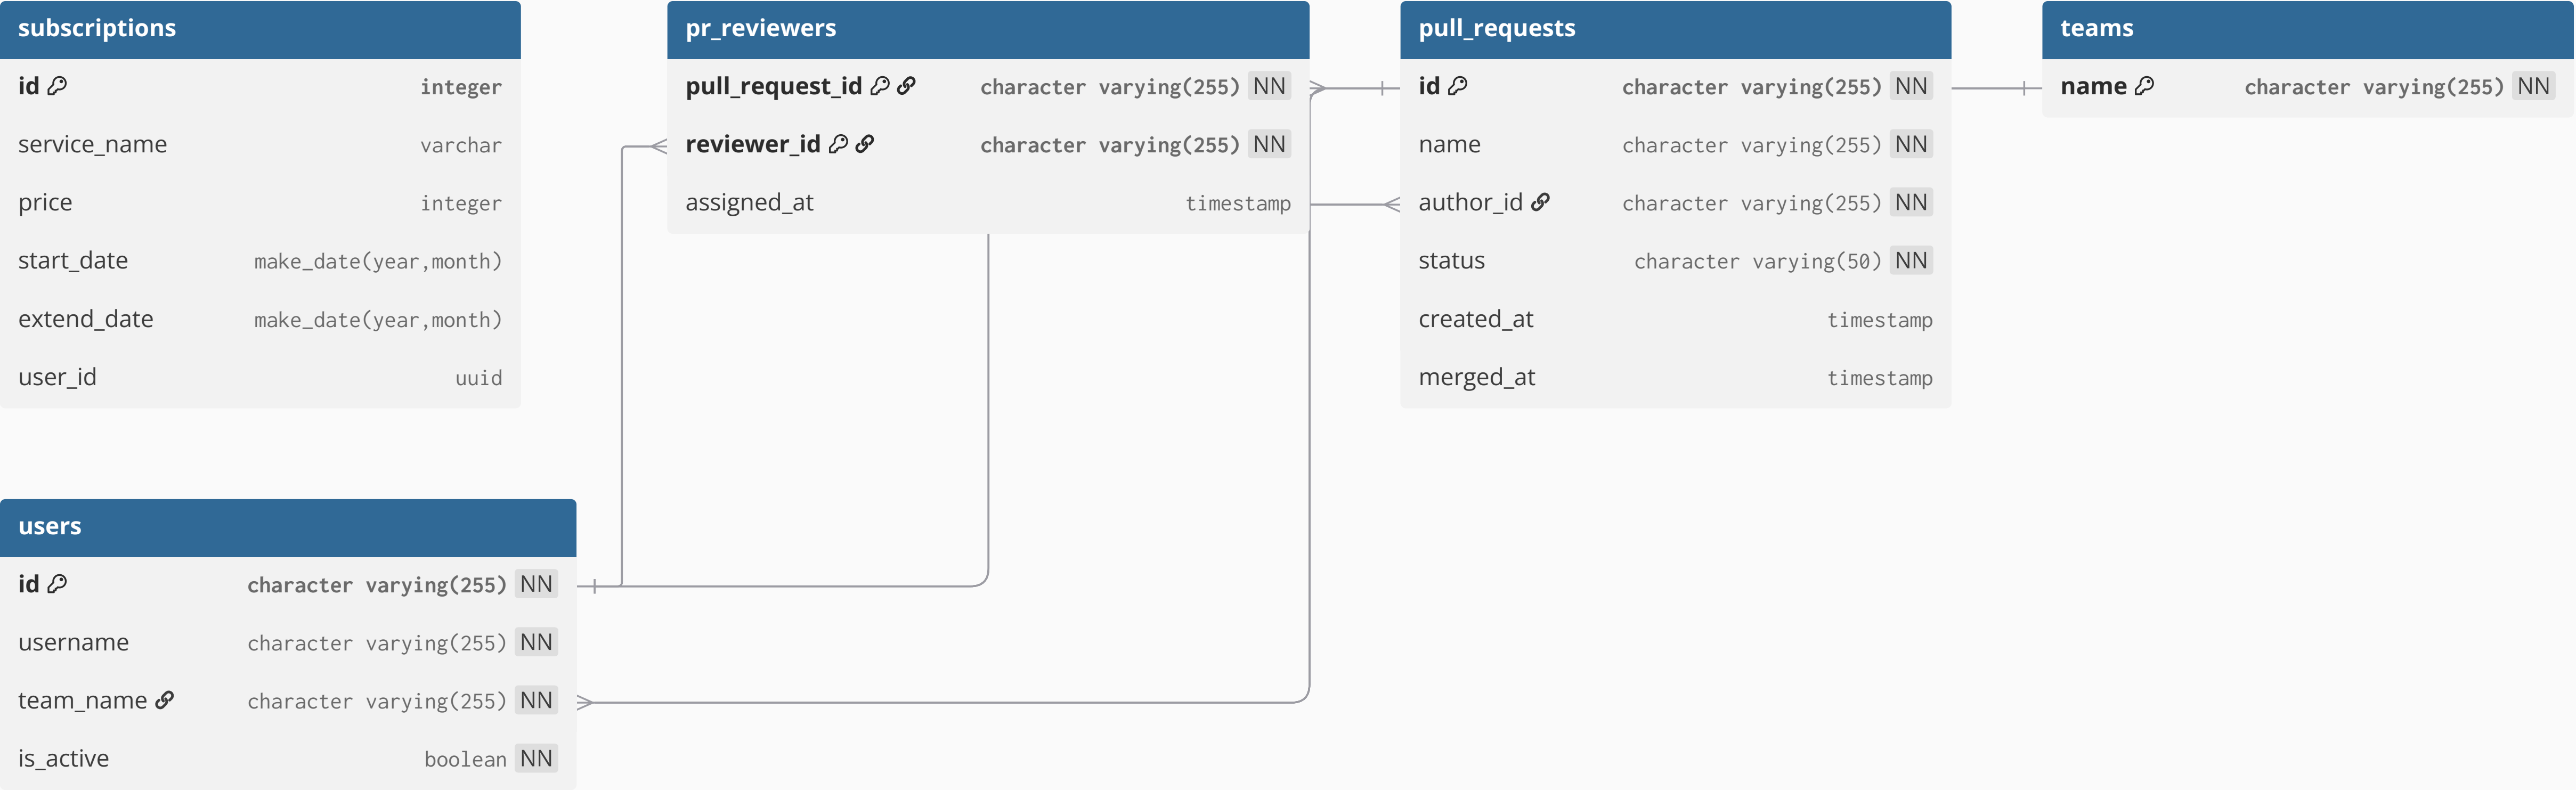 subscriptions
id integer
service_name varchar
price integer
start_date make_date(year,month)
extend_date make_date(year,month)
user_id uuid
pr_reviewers
pull_request_id character varying(255) NN
reviewer_id character varying(255) NN
assigned_at timestamp
pull_requests
id character varying(255) NN
name character varying(255) NN
author_id character varying(255) NN
status character varying(50) NN
created_at timestamp
merged_at timestamp
teams
name character varying(255) NN
users
id character varying(255) NN
username character varying(255) NN
team_name character varying(255) NN
is_active boolean NN